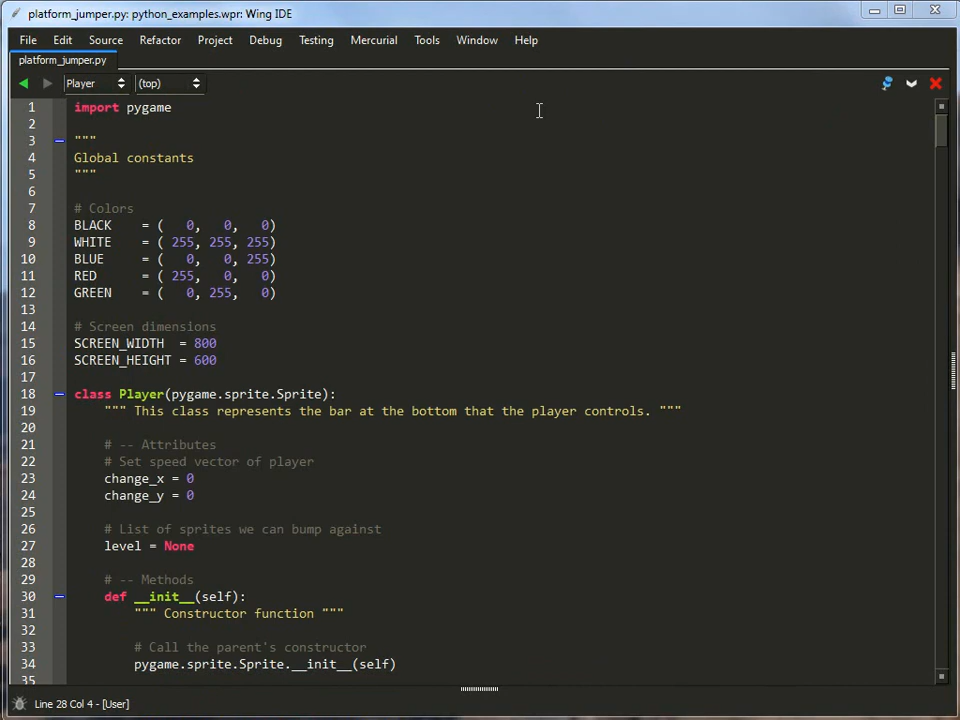 platform_jumper.py: python_examples.wpr: Wing IDE
File Edit Source Refactor Project Debug Testing Mercurial Tools Window Help
platform_jumper.py
Player (top)
1 import pygame
2
3 """
4 Global constants
5 """
6
7 # Colors
8 BLACK    = (   0,   0,   0)
9 WHITE    = ( 255, 255, 255)
10 BLUE     = (   0,   0, 255)
11 RED      = ( 255,   0,   0)
12 GREEN    = (   0, 255,   0)
13
14 # Screen dimensions
15 SCREEN_WIDTH  = 800
16 SCREEN_HEIGHT = 600
17
18 class Player(pygame.sprite.Sprite):
19     """ This class represents the bar at the bottom that the player controls. """
20
21     # -- Attributes
22     # Set speed vector of player
23     change_x = 0
24     change_y = 0
25
26     # List of sprites we can bump against
27     level = None
28
29     # -- Methods
30     def __init__(self):
31         """ Constructor function """
32
33         # Call the parent's constructor
34         pygame.sprite.Sprite.__init__(self)
35
Line 28 Col 4 - [User]